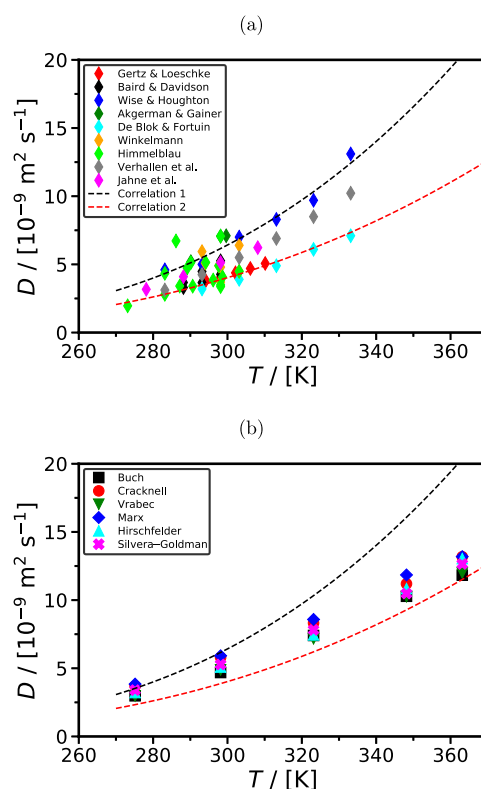 (a)
20
15
10
5
0
D / [10⁻⁹ m² s⁻¹]
Gertz & Loeschke
Baird & Davidson
Wise & Houghton
Akgerman & Gainer
De Blok & Fortuin
Winkelmann
Himmelblau
Verhallen et al.
Jahne et al.
Correlation 1
Correlation 2
260 280 300 320 340 360
T / [K]
(b)
20
15
10
5
0
D / [10⁻⁹ m² s⁻¹]
Buch
Cracknell
Vrabec
Marx
Hirschfelder
Silvera−Goldman
260 280 300 320 340 360
T / [K]